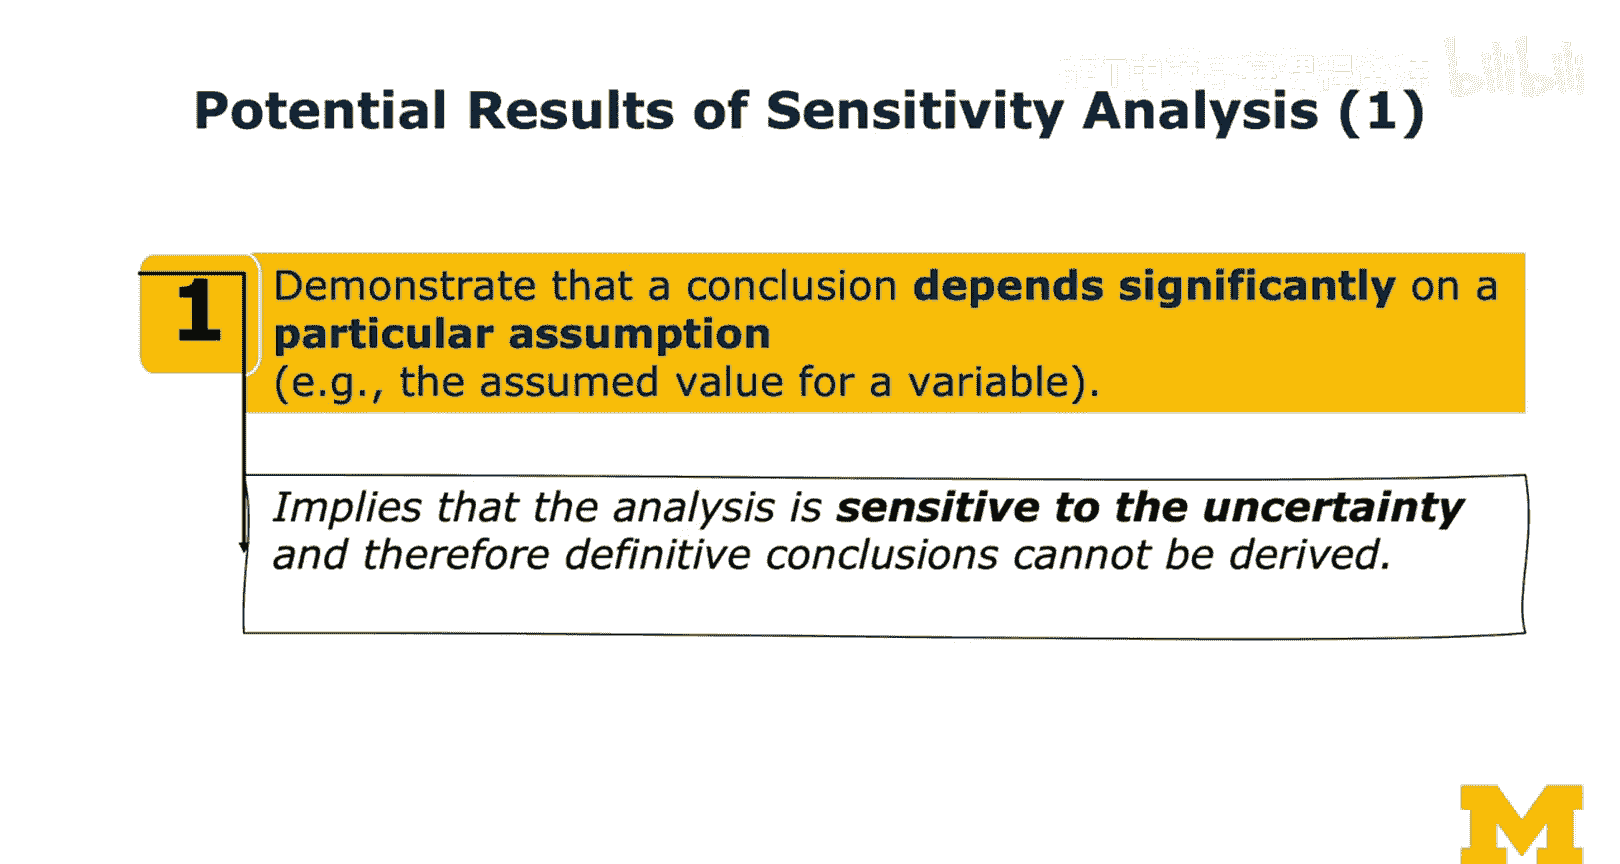 bilibili
Potential Results of Sensitivity Analysis (1)
1
Demonstrate that a conclusion depends significantly on a
particular assumption
(e.g., the assumed value for a variable).
Implies that the analysis is sensitive to the uncertainty
and therefore definitive conclusions cannot be derived.
M